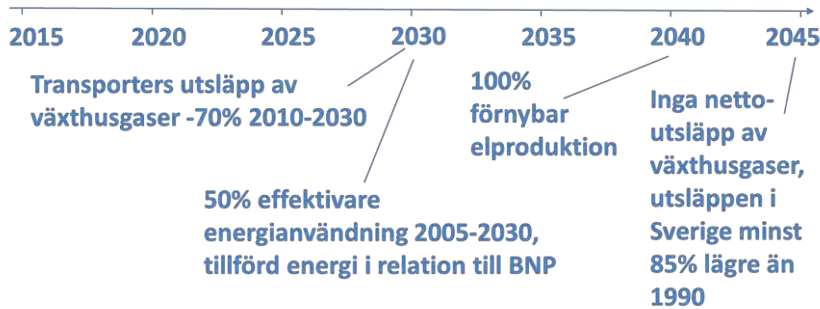 2015 2020 2025 2030 2035 2040 2045
Transporters utsläpp av
växthusgaser -70% 2010-2030
50% effektivare
energianvändning 2005-2030,
tillförd energi i relation till BNP
100%
förnybar
elproduktion
Inga netto-
utsläpp av
växthusgaser,
utsläppen i
Sverige minst
85% lägre än
1990